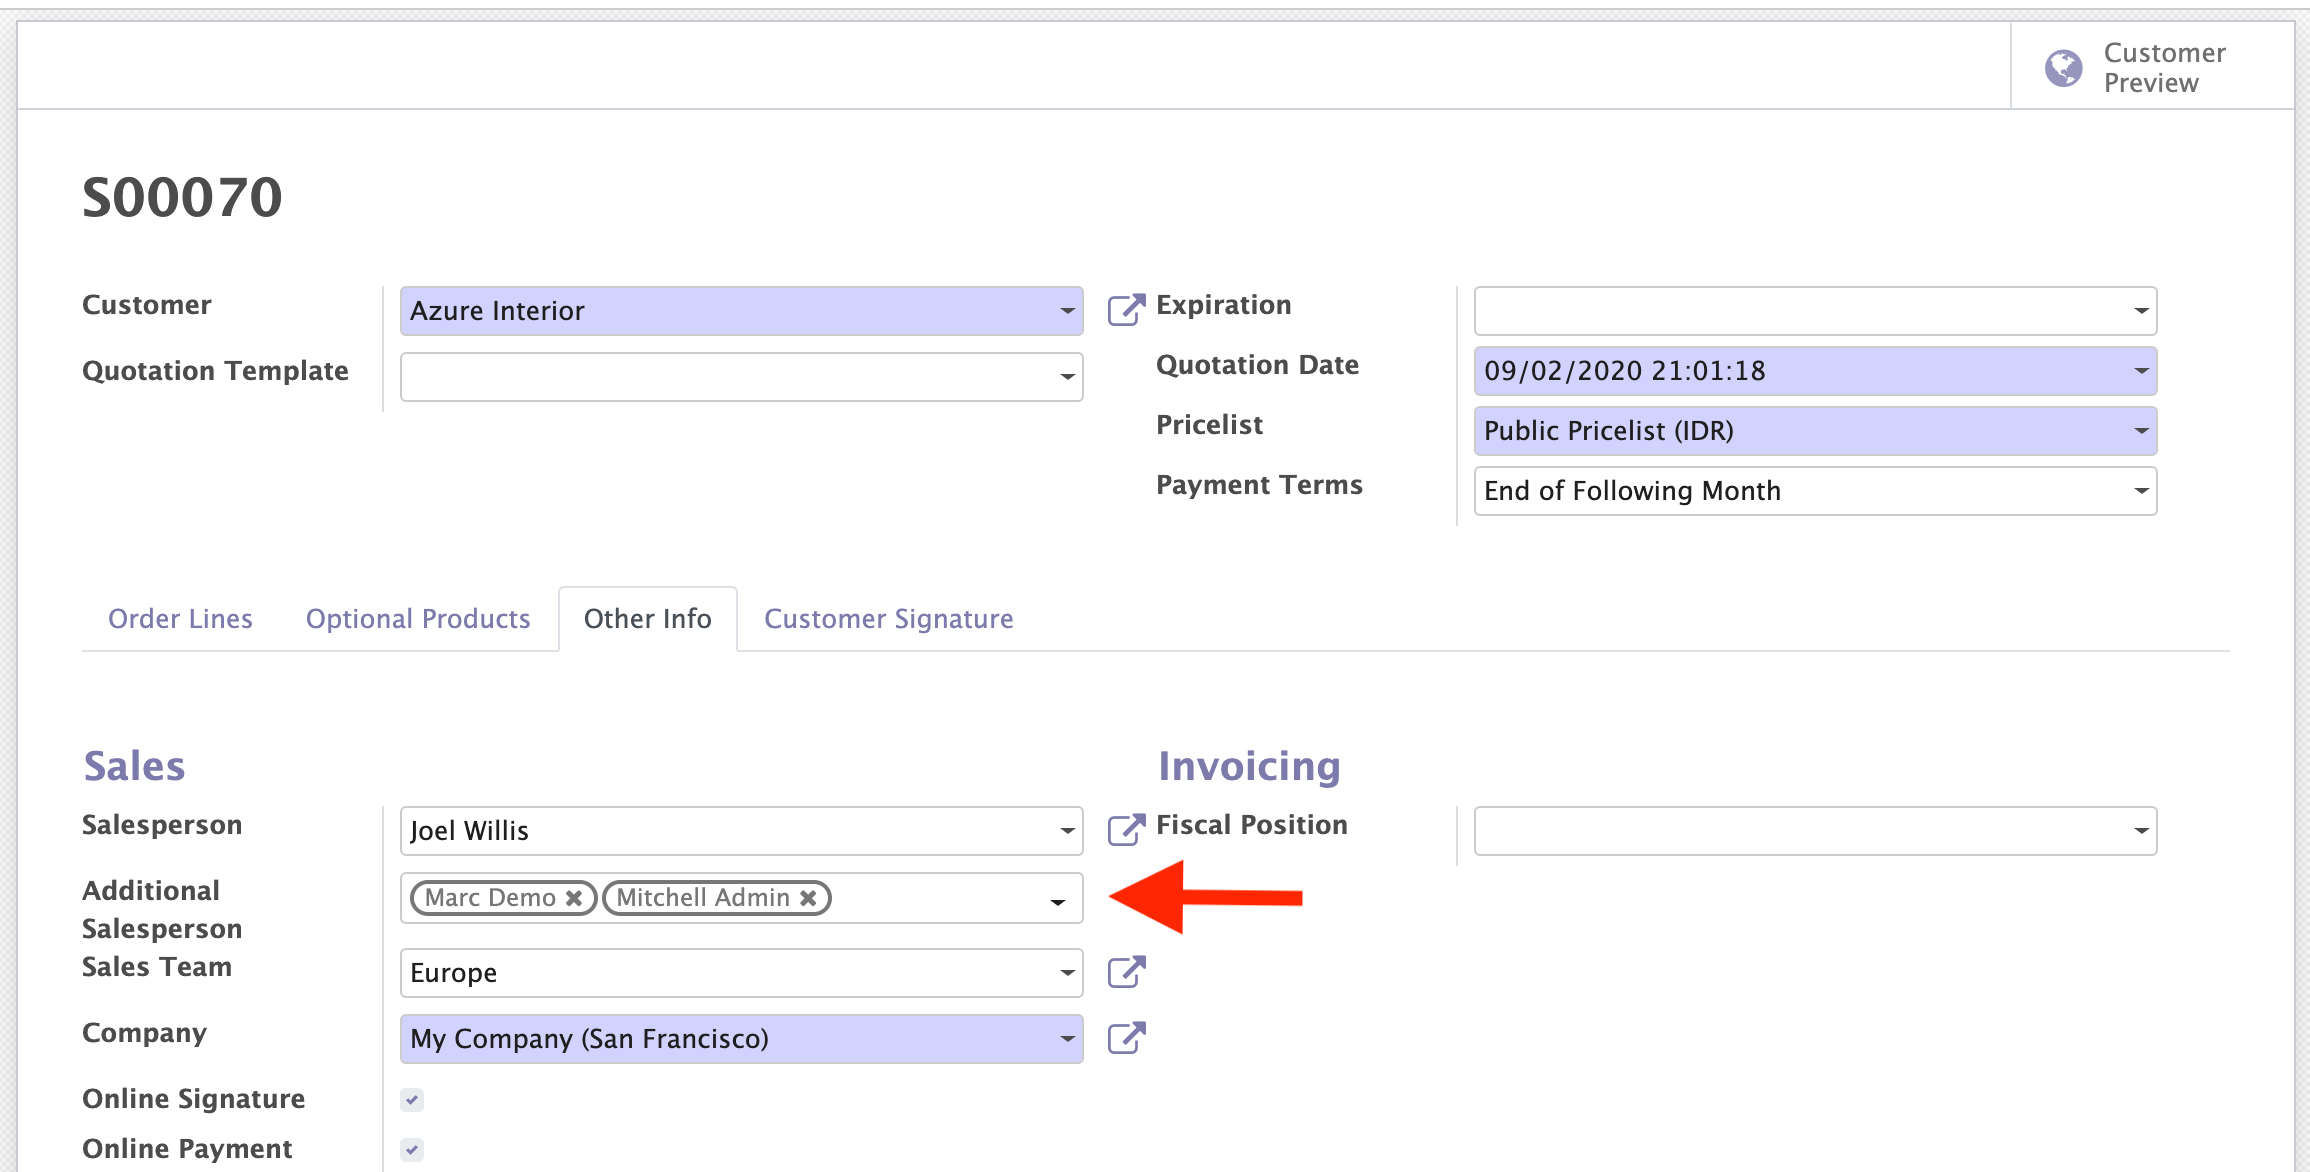 Customer
Preview
S00070
Customer
Azure Interior
Expiration
Quotation Template
Quotation Date
09/02/2020 21:01:18
Pricelist
Public Pricelist (IDR)
Payment Terms
End of Following Month
Order Lines
Optional Products
Other Info
Customer Signature
Sales
Invoicing
Salesperson
Joel Willis
Fiscal Position
Additional
Salesperson
Marc Demo
Mitchell Admin
Sales Team
Europe
Company
My Company (San Francisco)
Online Signature
Online Payment